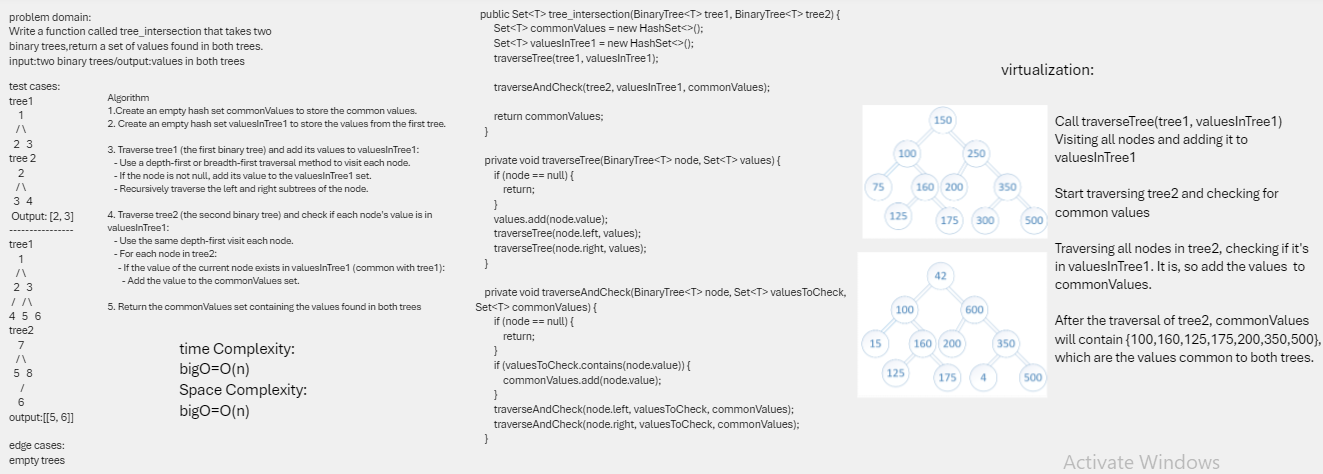 problem domain:
Write a function called tree_intersection that takes two
binary trees,return a set of values found in both trees.
input:two binary trees/output:values in both trees
test cases:
tree1
1
/ \
2 3
tree 2
2
/ \
3 4
Output: [2, 3]
----------------
tree1
1
/ \
2 3
/ / \
4 5 6
tree2
7
/ \
5 8
/
6
output:[[5, 6]]
edge cases:
empty trees
Algorithm
1.Create an empty hash set commonValues to store the common values.
2. Create an empty hash set valuesInTree1 to store the values from the first tree.
3. Traverse tree1 (the first binary tree) and add its values to valuesInTree1:
- Use a depth-first or breadth-first traversal method to visit each node.
- If the node is not null, add its value to the valuesInTree1 set.
- Recursively traverse the left and right subtrees of the node.
4. Traverse tree2 (the second binary tree) and check if each node's value is in
valuesInTree1:
- Use the same depth-first visit each node.
- For each node in tree2:
- If the value of the current node exists in valuesInTree1 (common with tree1):
- Add the value to the commonValues set.
5. Return the commonValues set containing the values found in both trees
time Complexity:
bigO=O(n)
Space Complexity:
bigO=O(n)
public Set<T> tree_intersection(BinaryTree<T> tree1, BinaryTree<T> tree2) {
Set<T> commonValues = new HashSet<>();
Set<T> valuesInTree1 = new HashSet<>();
traverseTree(tree1, valuesInTree1);
traverseAndCheck(tree2, valuesInTree1, commonValues);
return commonValues;
}
private void traverseTree(BinaryTree<T> node, Set<T> values) {
if (node == null) {
return;
}
values.add(node.value);
traverseTree(node.left, values);
traverseTree(node.right, values);
}
private void traverseAndCheck(BinaryTree<T> node, Set<T> valuesToCheck,
Set<T> commonValues) {
if (node == null) {
return;
}
if (valuesToCheck.contains(node.value)) {
commonValues.add(node.value);
}
traverseAndCheck(node.left, valuesToCheck, commonValues);
traverseAndCheck(node.right, valuesToCheck, commonValues);
}
virtualization:
150
100 250
75 160 200 350
125 175 300 500
42
100 600
15 160 200 350
125 175 4 500
Call traverseTree(tree1, valuesInTree1)
Visiting all nodes and adding it to
valuesInTree1
Start traversing tree2 and checking for
common values
Traversing all nodes in tree2, checking if it's
in valuesInTree1. It is, so add the values to
commonValues.
After the traversal of tree2, commonValues
will contain {100,160,125,175,200,350,500},
which are the values common to both trees.
Activate Windows